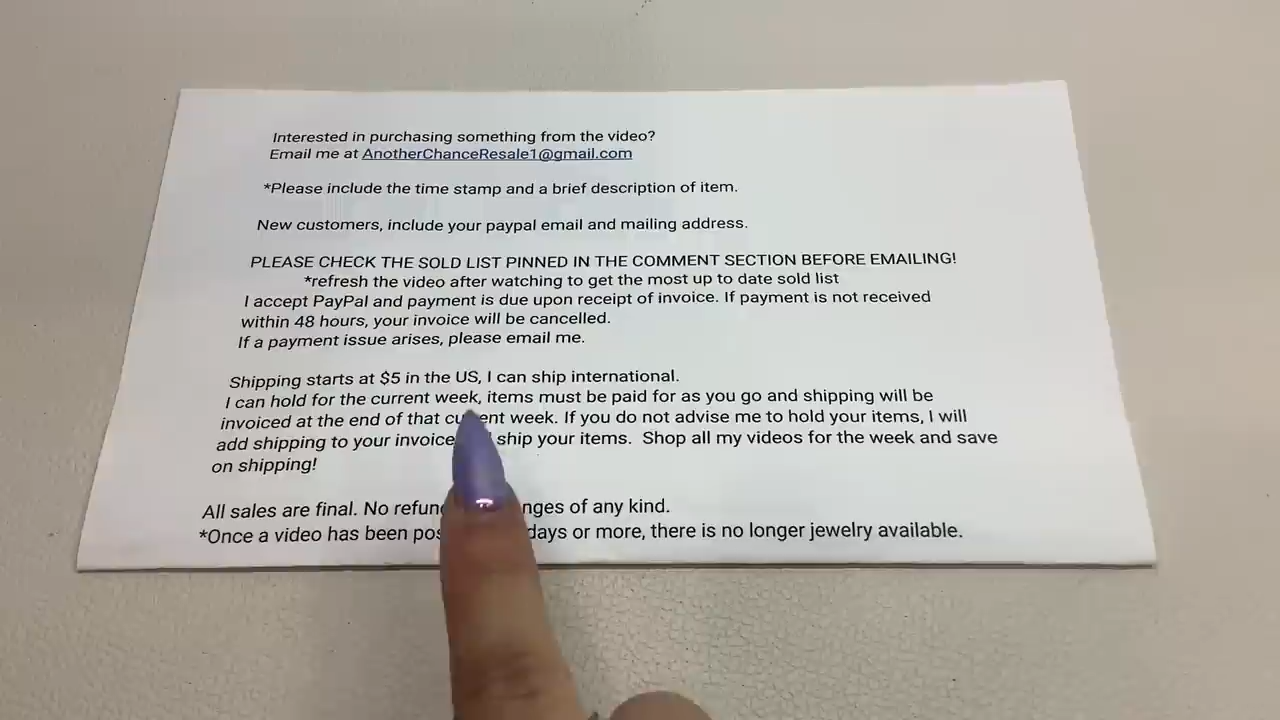 Interested in purchasing something from the video?
Email me at AnotherChanceResale1@gmail.com
*Please include the time stamp and a brief description of item.
New customers, include your paypal email and mailing address.
PLEASE CHECK THE SOLD LIST PINNED IN THE COMMENT SECTION BEFORE EMAILING!
*refresh the video after watching to get the most up to date sold list
I accept PayPal and payment is due upon receipt of invoice. If payment is not received
within 48 hours, your invoice will be cancelled.
If a payment issue arises, please email me.
Shipping starts at $5 in the US, I can ship international.
I can hold for the current week, items must be paid for as you go and shipping will be
invoiced at the end of that week. If you do not advise me to hold your items, I will
add shipping to your invoice ship your items. Shop all my videos for the week and save
on shipping!
All sales are final. No of any kind.
*Once a video has been days or more, there is no longer jewelry available.